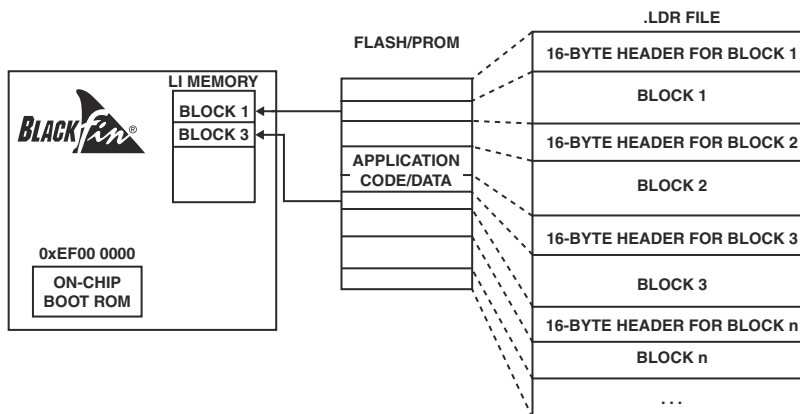 .LDR FILE
FLASH/PROM
16-BYTE HEADER FOR BLOCK 1
LI MEMORY
BLOCK 1
BLOCK 1
BLACKfin®
BLOCK 3
16-BYTE HEADER FOR BLOCK 2
APPLICATION
CODE/DATA
BLOCK 2
16-BYTE HEADER FOR BLOCK 3
0xEF00 0000
ON-CHIP
BOOT ROM
BLOCK 3
16-BYTE HEADER FOR BLOCK n
BLOCK n
...